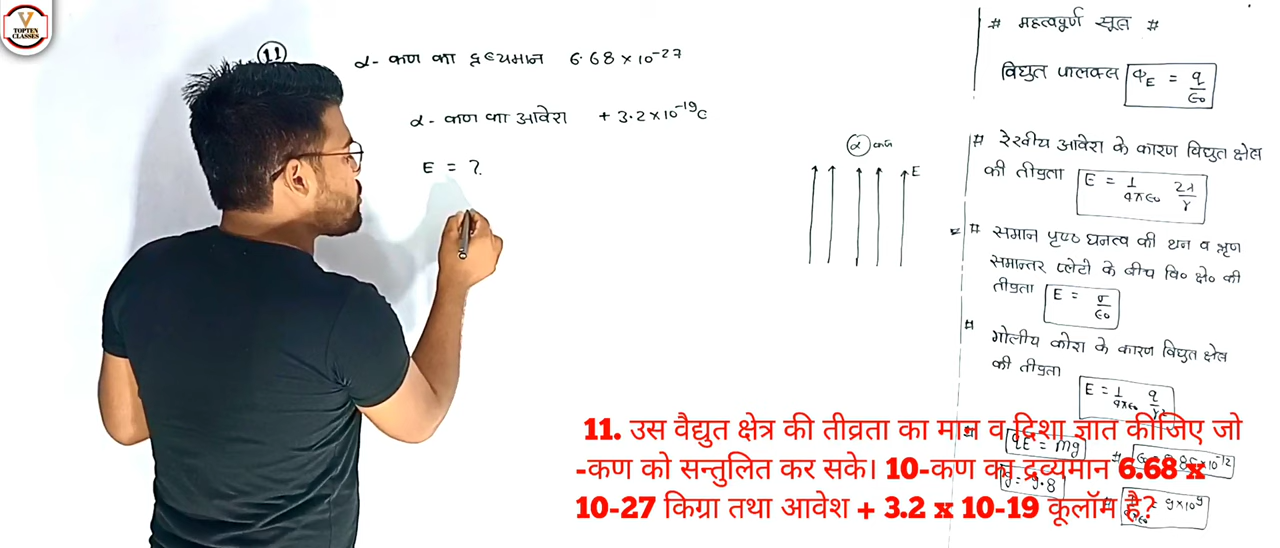 TOPTEN
CLASSES
11
α- कण का द्रव्यमान 6.68 x 10-27
α- कण का आवेश + 3.2 x 10-19 C
E = ?
α कण
E
# महत्वपूर्ण सूत्र #
विद्युत पालक्स ΦE = q/ε0
# रेखीय आवेश के कारण विद्युत क्षेत्र
की तीव्रता E = 1/4πε0 2λ/r
# समान पृष्ठ घनत्व की धन व ऋण
समान्तर प्लेटो के बीच वि० क्षे० की
तीव्रता E = σ/ε0
# गोलीय कोश के कारण विद्युत क्षेत्र
की तीव्रता
E = 1/4πε0 q/r2
qE = mg
g = 9.8
= 9x109
11. उस वैद्युत क्षेत्र की तीव्रता का मान व दिशा ज्ञात कीजिए जो
-कण को सन्तुलित कर सके। 10-कण का द्रव्यमान 6.68 x
10-27 किग्रा तथा आवेश + 3.2 x 10-19 कूलॉम है?